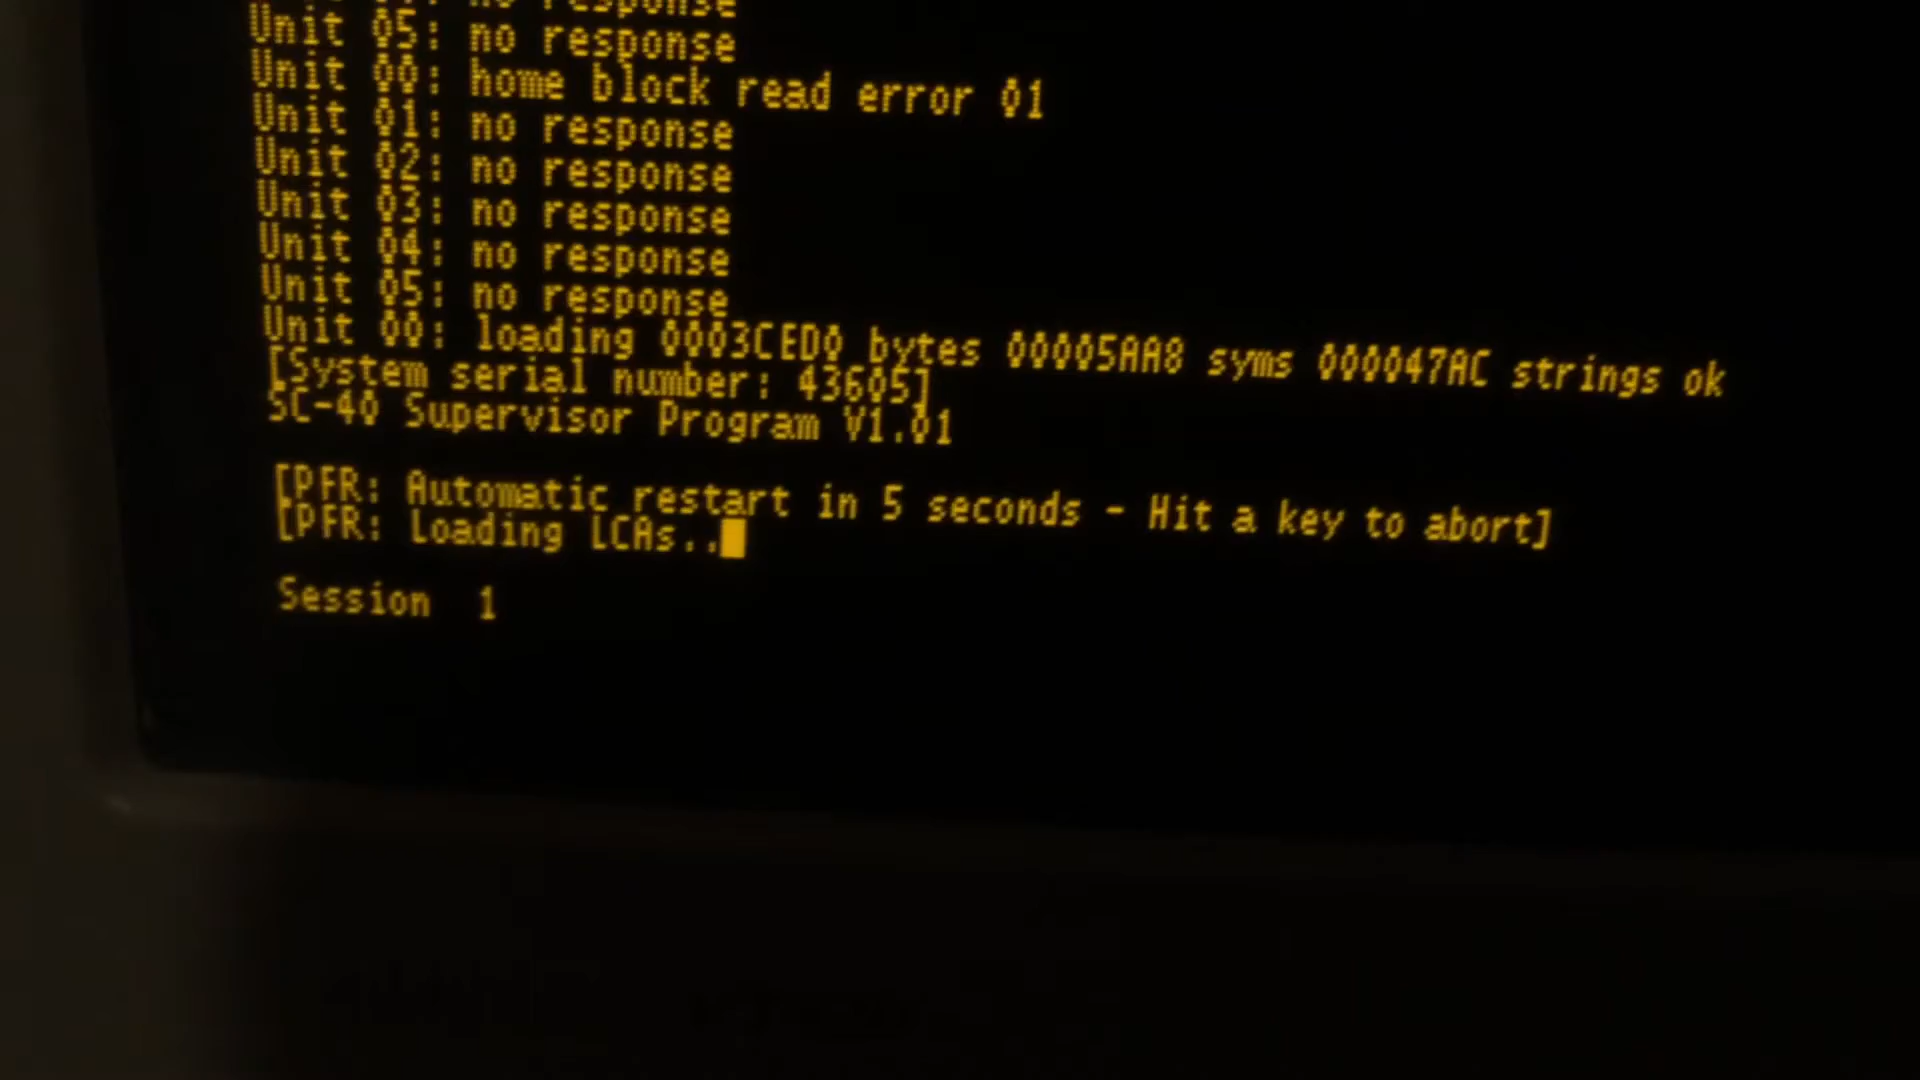 no response
Unit 05: no response
Unit 00: home block read error 01
Unit 01: no response
Unit 02: no response
Unit 03: no response
Unit 04: no response
Unit 05: no response
Unit 00: loading 0003CED0 bytes 00005AA8 syms 000047AC strings ok
[System serial number: 43605]
SC-40 Supervisor Program V1.01
[PFR: Automatic restart in 5 seconds - Hit a key to abort]
[PFR: Loading LCAs..
Session 1